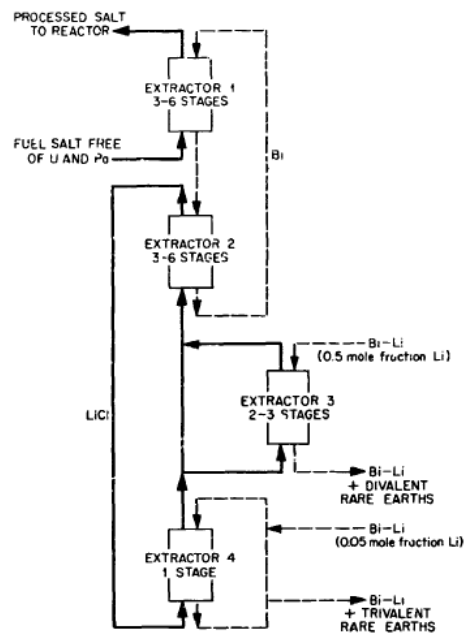 PROCESSED SALT
TO REACTOR
EXTRACTOR 1
3-6 STAGES
FUEL SALT FREE
OF U AND Pa
Bi
EXTRACTOR 2
3-6 STAGES
Bi-Li
(0.5 mole fraction Li)
EXTRACTOR 3
2-3 STAGES
LiCl
Bi-Li
+ DIVALENT
RARE EARTHS
Bi-Li
(0.05 mole fraction Li)
EXTRACTOR 4
1 STAGE
Bi-Li
+ TRIVALENT
RARE EARTHS